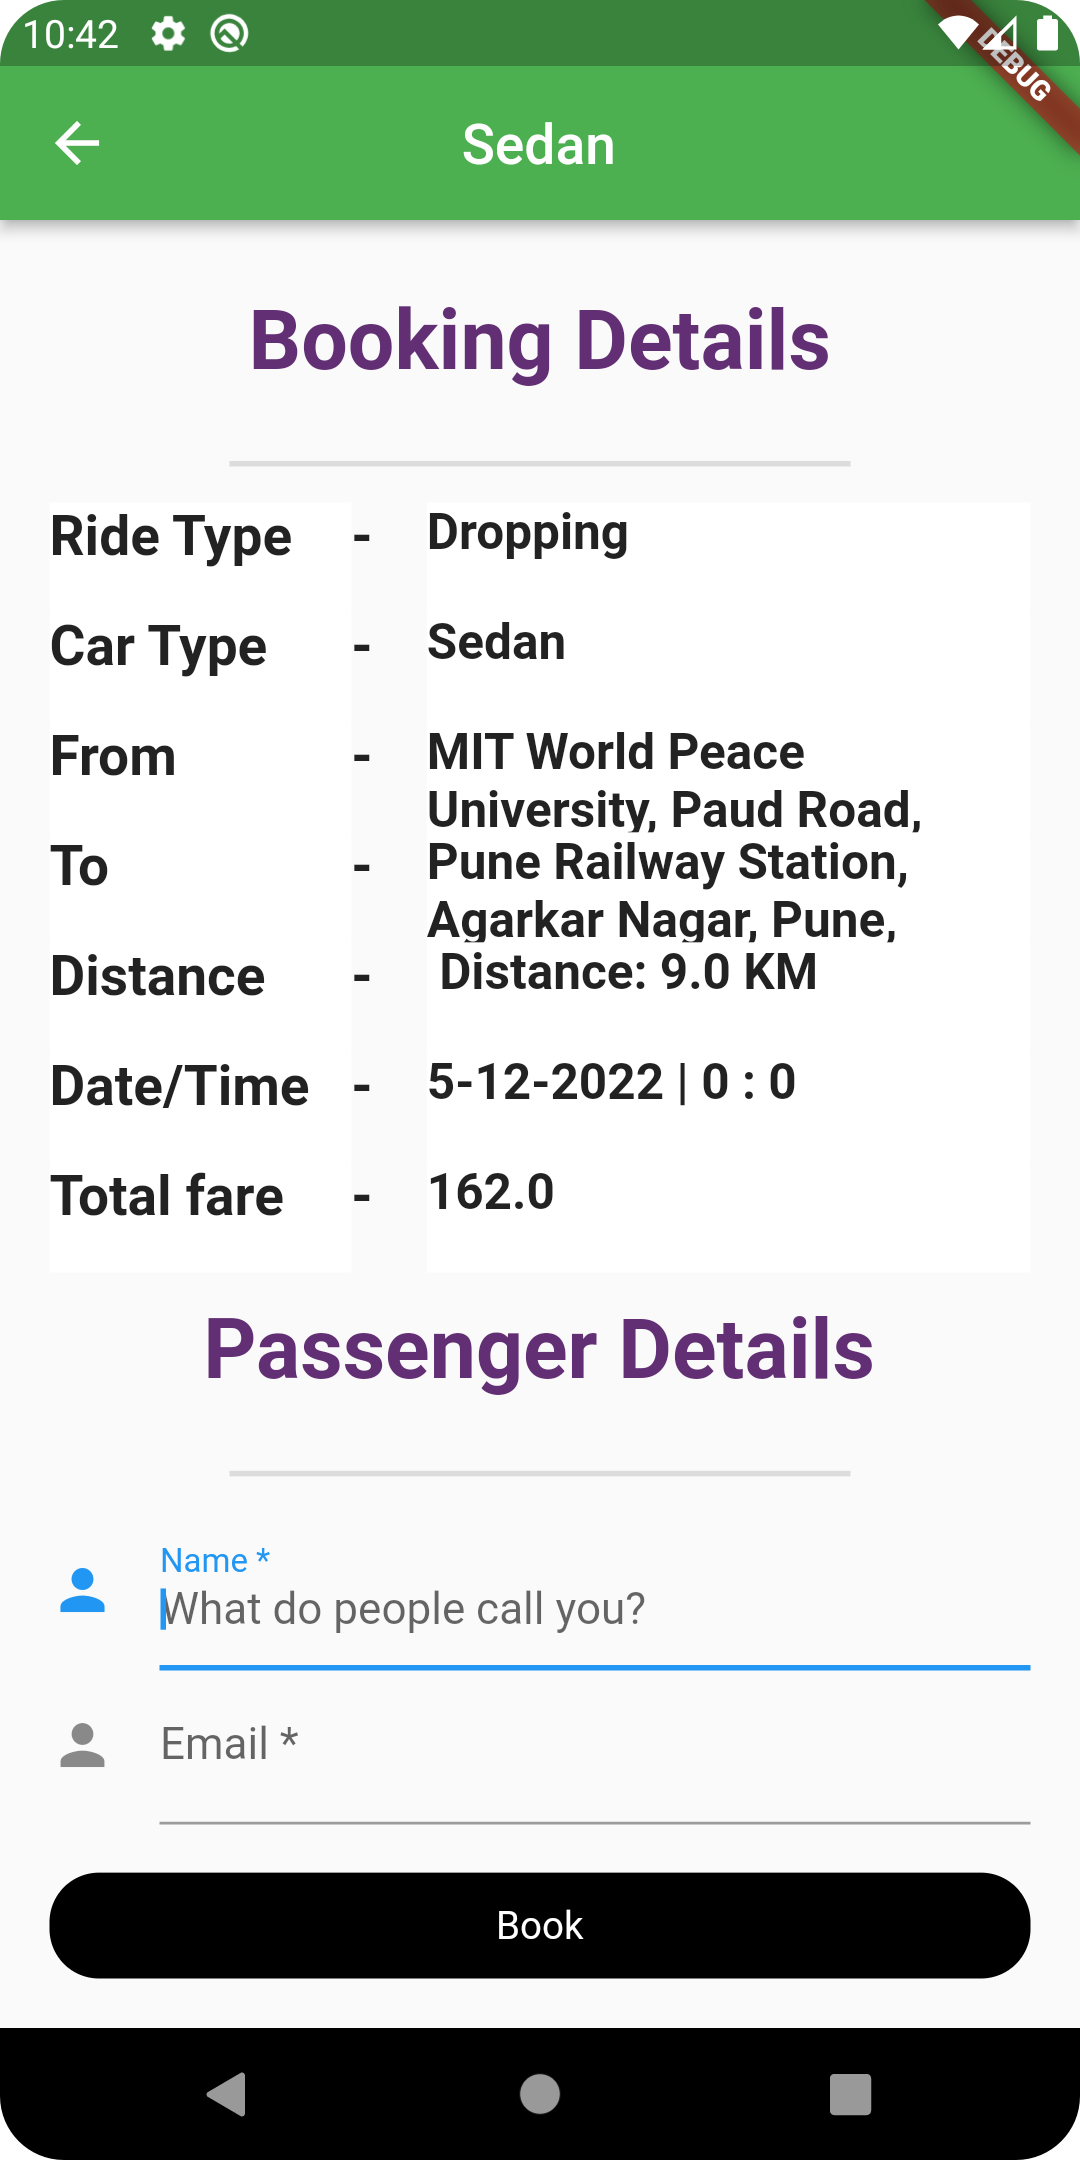 10:42
DEBUG
Sedan
Booking Details
Ride Type - Dropping
Car Type - Sedan
From - MIT World Peace
University, Paud Road,
To - Pune Railway Station,
Agarkar Nagar, Pune,
Distance - Distance: 9.0 KM
Date/Time - 5-12-2022 | 0 : 0
Total fare - 162.0
Passenger Details
Name *
What do people call you?
Email *
Book